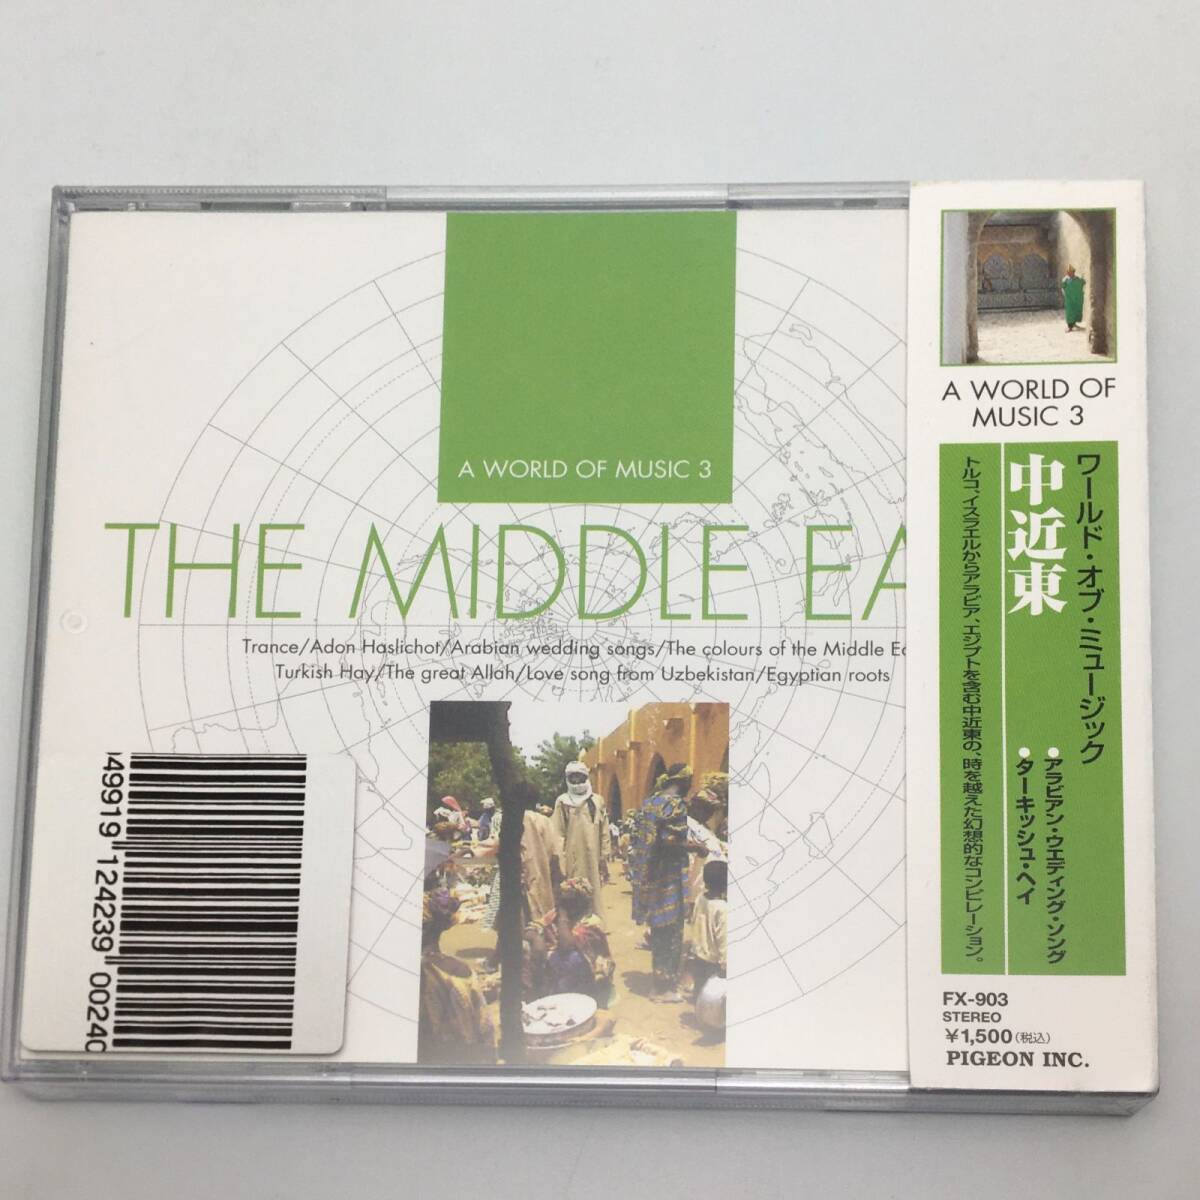 A WORLD OF MUSIC 3
THE MIDDLE EA
Trance/Adon Haslichot/Arabian wedding songs/The colours of the Middle Ea
Turkish Hay/The great Allah/Love song from Uzbekistan/Egyptian roots
49919 124239 00240
A WORLD OF
MUSIC 3
ワールド・オブ・ミュージック
中近東
•アラビアン・ウエディング・ソング
•ターキッシュ・ヘイ
トルコ、イスラエルからアラビア、エジプトを含む中近東の、時を越えた幻想的なコンピレーション。
FX-903
STEREO
¥1,500(税込)
PIGEON INC.